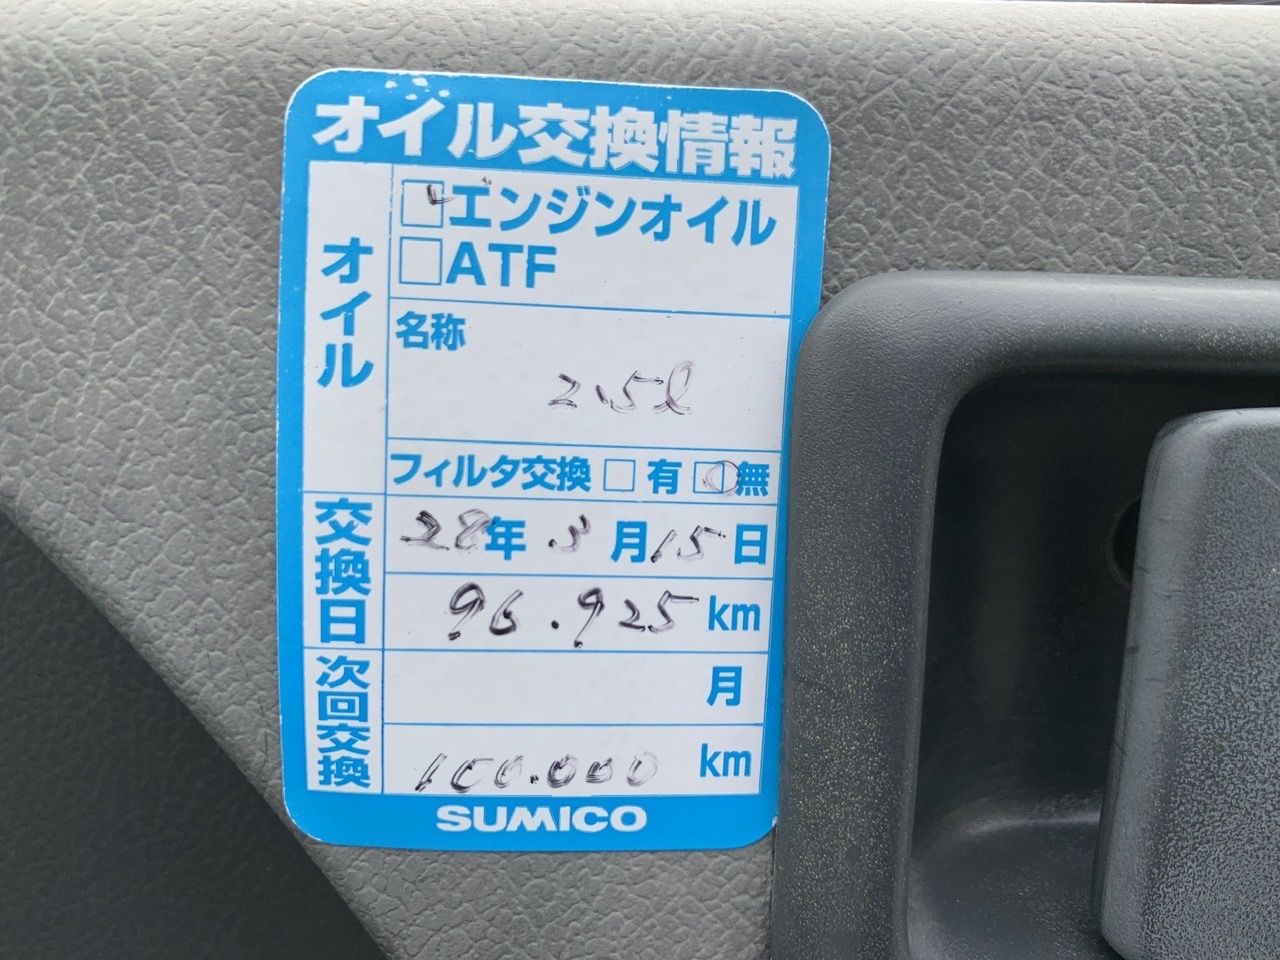 オイル交換情報
オイル
エンジンオイル
ATF
名称
2.5ℓ
フィルタ交換 □有 □無
交換日
28年 3月15日
96.925 km
次回交換
月
100.000 km
SUMICO